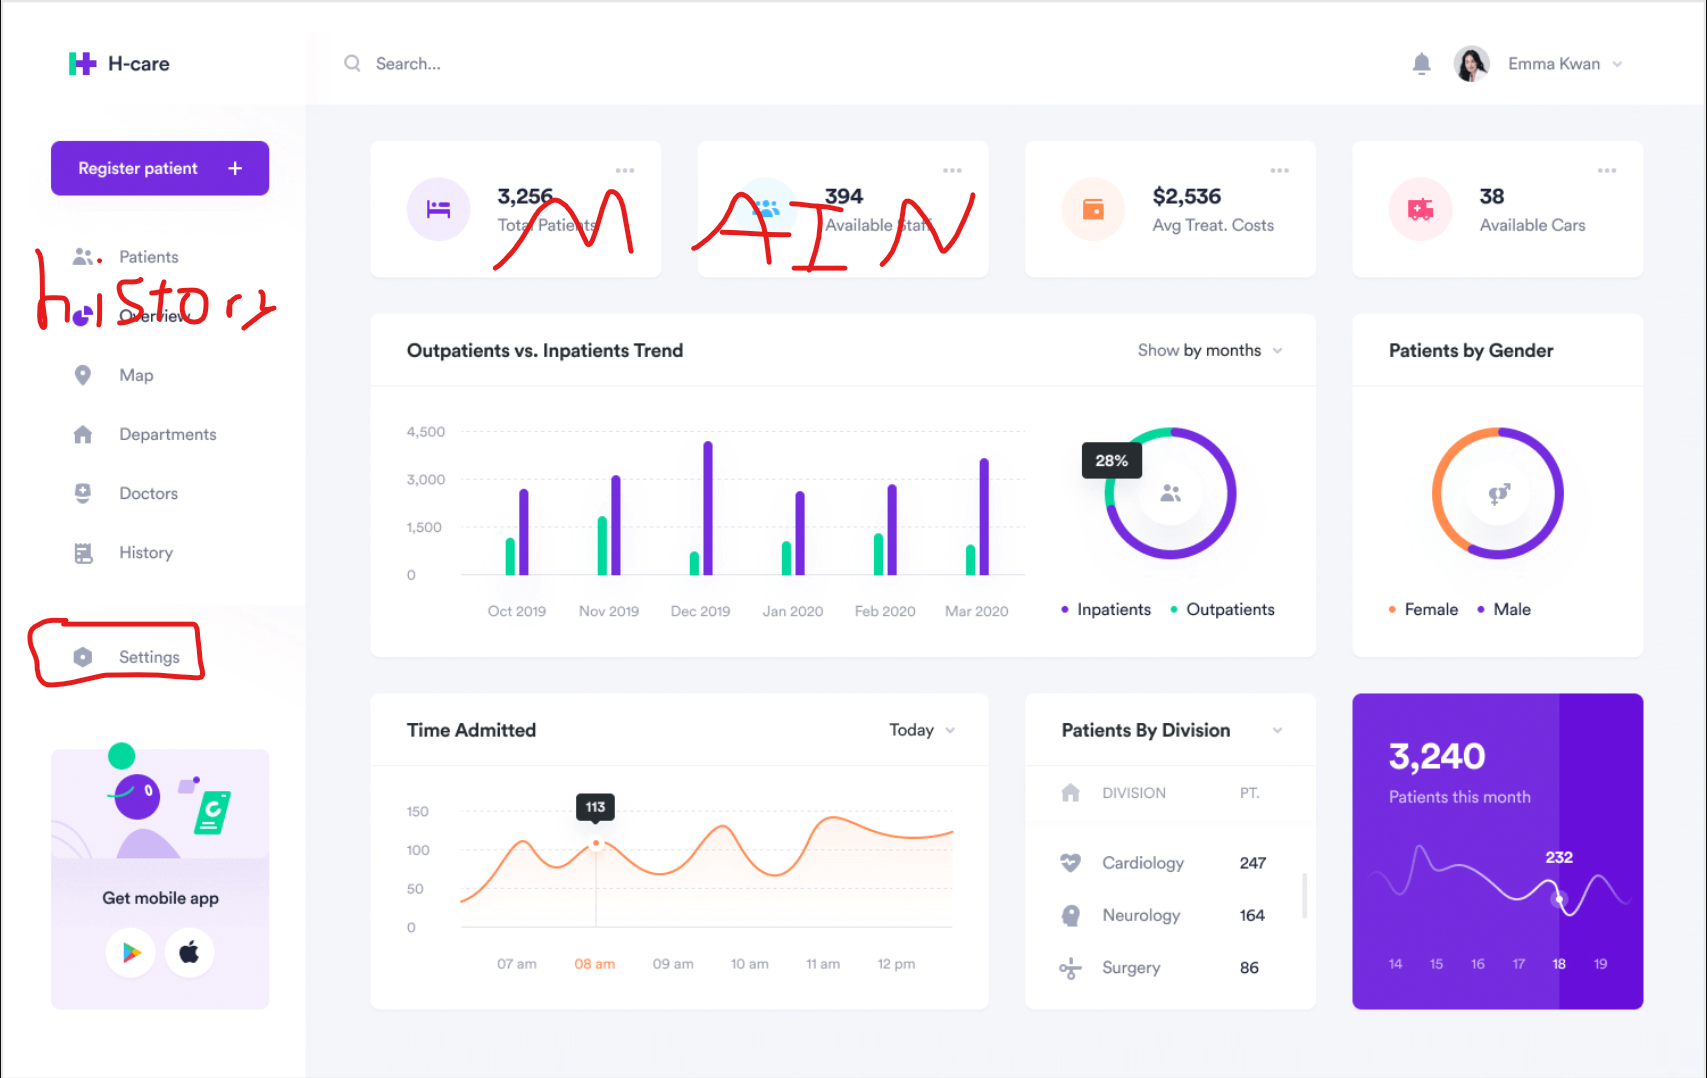 H-care
Search...
Emma Kwan
Register patient +
Patients
history
Overview
Map
Departments
Doctors
History
Settings
Get mobile app
3,256
Total Patients
394
Available Staff
$2,536
Avg Treat. Costs
38
Available Cars
MAIN
Outpatients vs. Inpatients Trend
Show by months
4,500
3,000
1,500
0
Oct 2019 Nov 2019 Dec 2019 Jan 2020 Feb 2020 Mar 2020
28%
Inpatients Outpatients
Patients by Gender
Female Male
Time Admitted
Today
150
100
50
0
113
07 am 08 am 09 am 10 am 11 am 12 pm
Patients By Division
DIVISION PT.
Cardiology 247
Neurology 164
Surgery 86
3,240
Patients this month
232
14 15 16 17 18 19